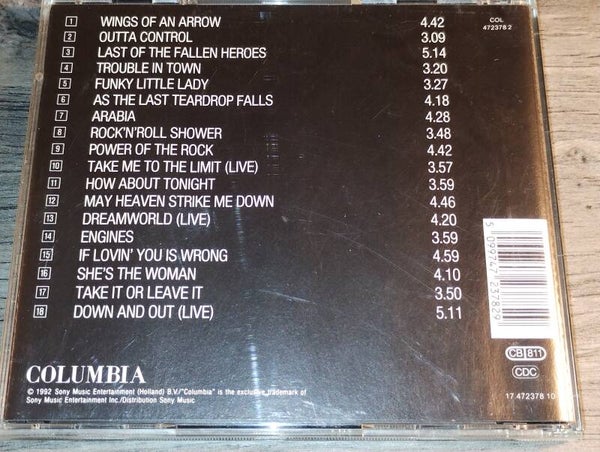 COL
472378 2
1 WINGS OF AN ARROW 4.42
2 OUTTA CONTROL 3.09
3 LAST OF THE FALLEN HEROES 5.14
4 TROUBLE IN TOWN 3.20
5 FUNKY LITTLE LADY 3.27
6 AS THE LAST TEARDROP FALLS 4.18
7 ARABIA 4.28
8 ROCK'N'ROLL SHOWER 3.48
9 POWER OF THE ROCK 4.42
10 TAKE ME TO THE LIMIT (LIVE) 3.57
11 HOW ABOUT TONIGHT 3.59
12 MAY HEAVEN STRIKE ME DOWN 4.46
13 DREAMWORLD (LIVE) 4.20
14 ENGINES 3.59
15 IF LOVIN' YOU IS WRONG 4.59
16 SHE'S THE WOMAN 4.10
17 TAKE IT OR LEAVE IT 3.50
18 DOWN AND OUT (LIVE) 5.11
5 099747 237829
CB 811
CDC
COLUMBIA
© 1992 Sony Music Entertainment (Holland) B.V./"Columbia" is the exclusive trademark of
Sony Music Entertainment Inc./Distribution Sony Music
17 472378 10